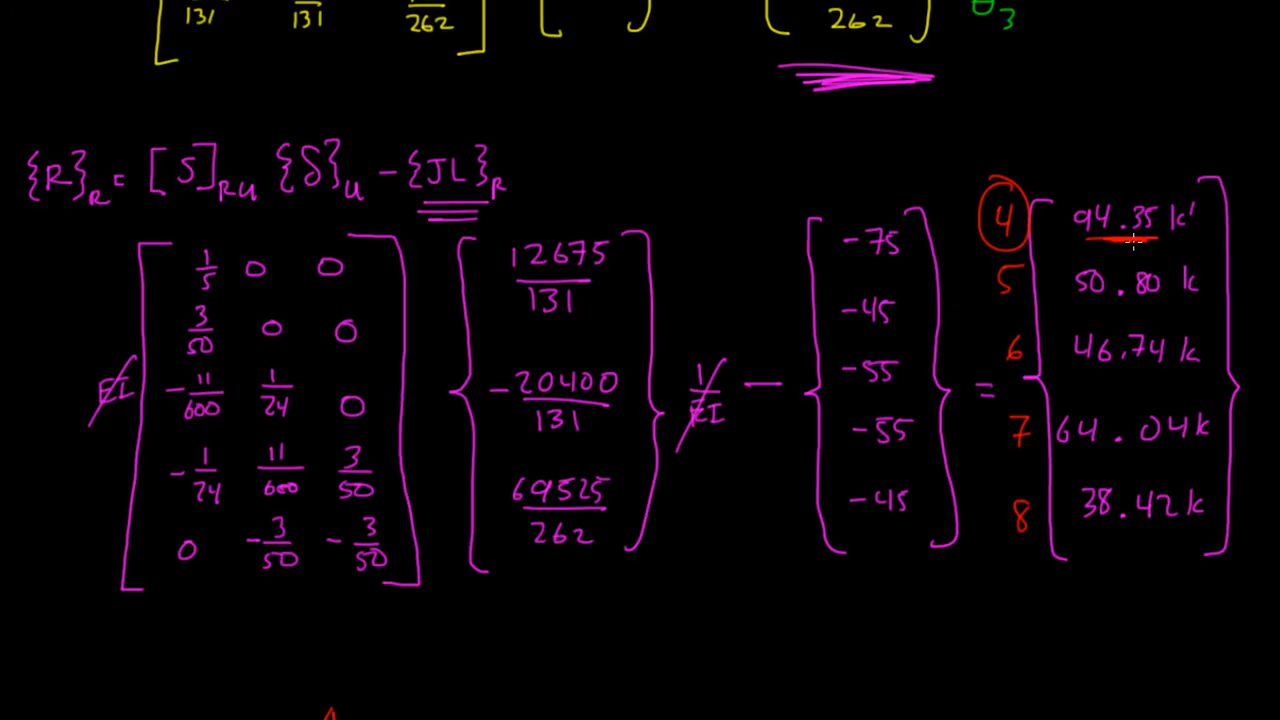 131 131 262 262 θ3
{R}R = [S]RU {δ}U - {JL}R
1/5 0 0
3/50 0 0
-11/600 1/24 0
-1/24 11/600 3/50
0 -3/50 -3/50
EI
12675/131
-20400/131
69525/262
1/EI
-
-75
-45
-55
-55
-45
=
4 94.35 k'
5 50.80 k
6 46.74 k
7 64.04 k
8 38.42 k